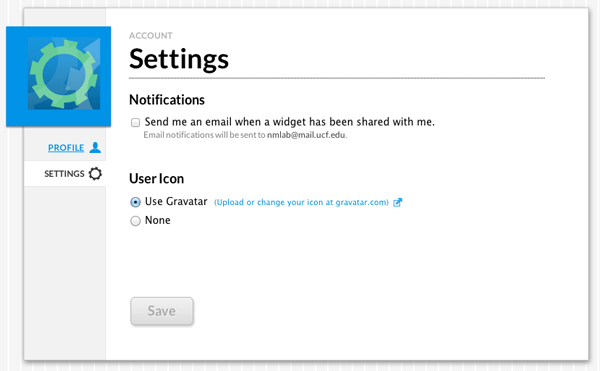 ACCOUNT
Settings
PROFILE
SETTINGS
Notifications
Send me an email when a widget has been shared with me.
Email notifications will be sent to nmlab@mail.ucf.edu.
User Icon
Use Gravatar (Upload or change your icon at gravatar.com)
None
Save